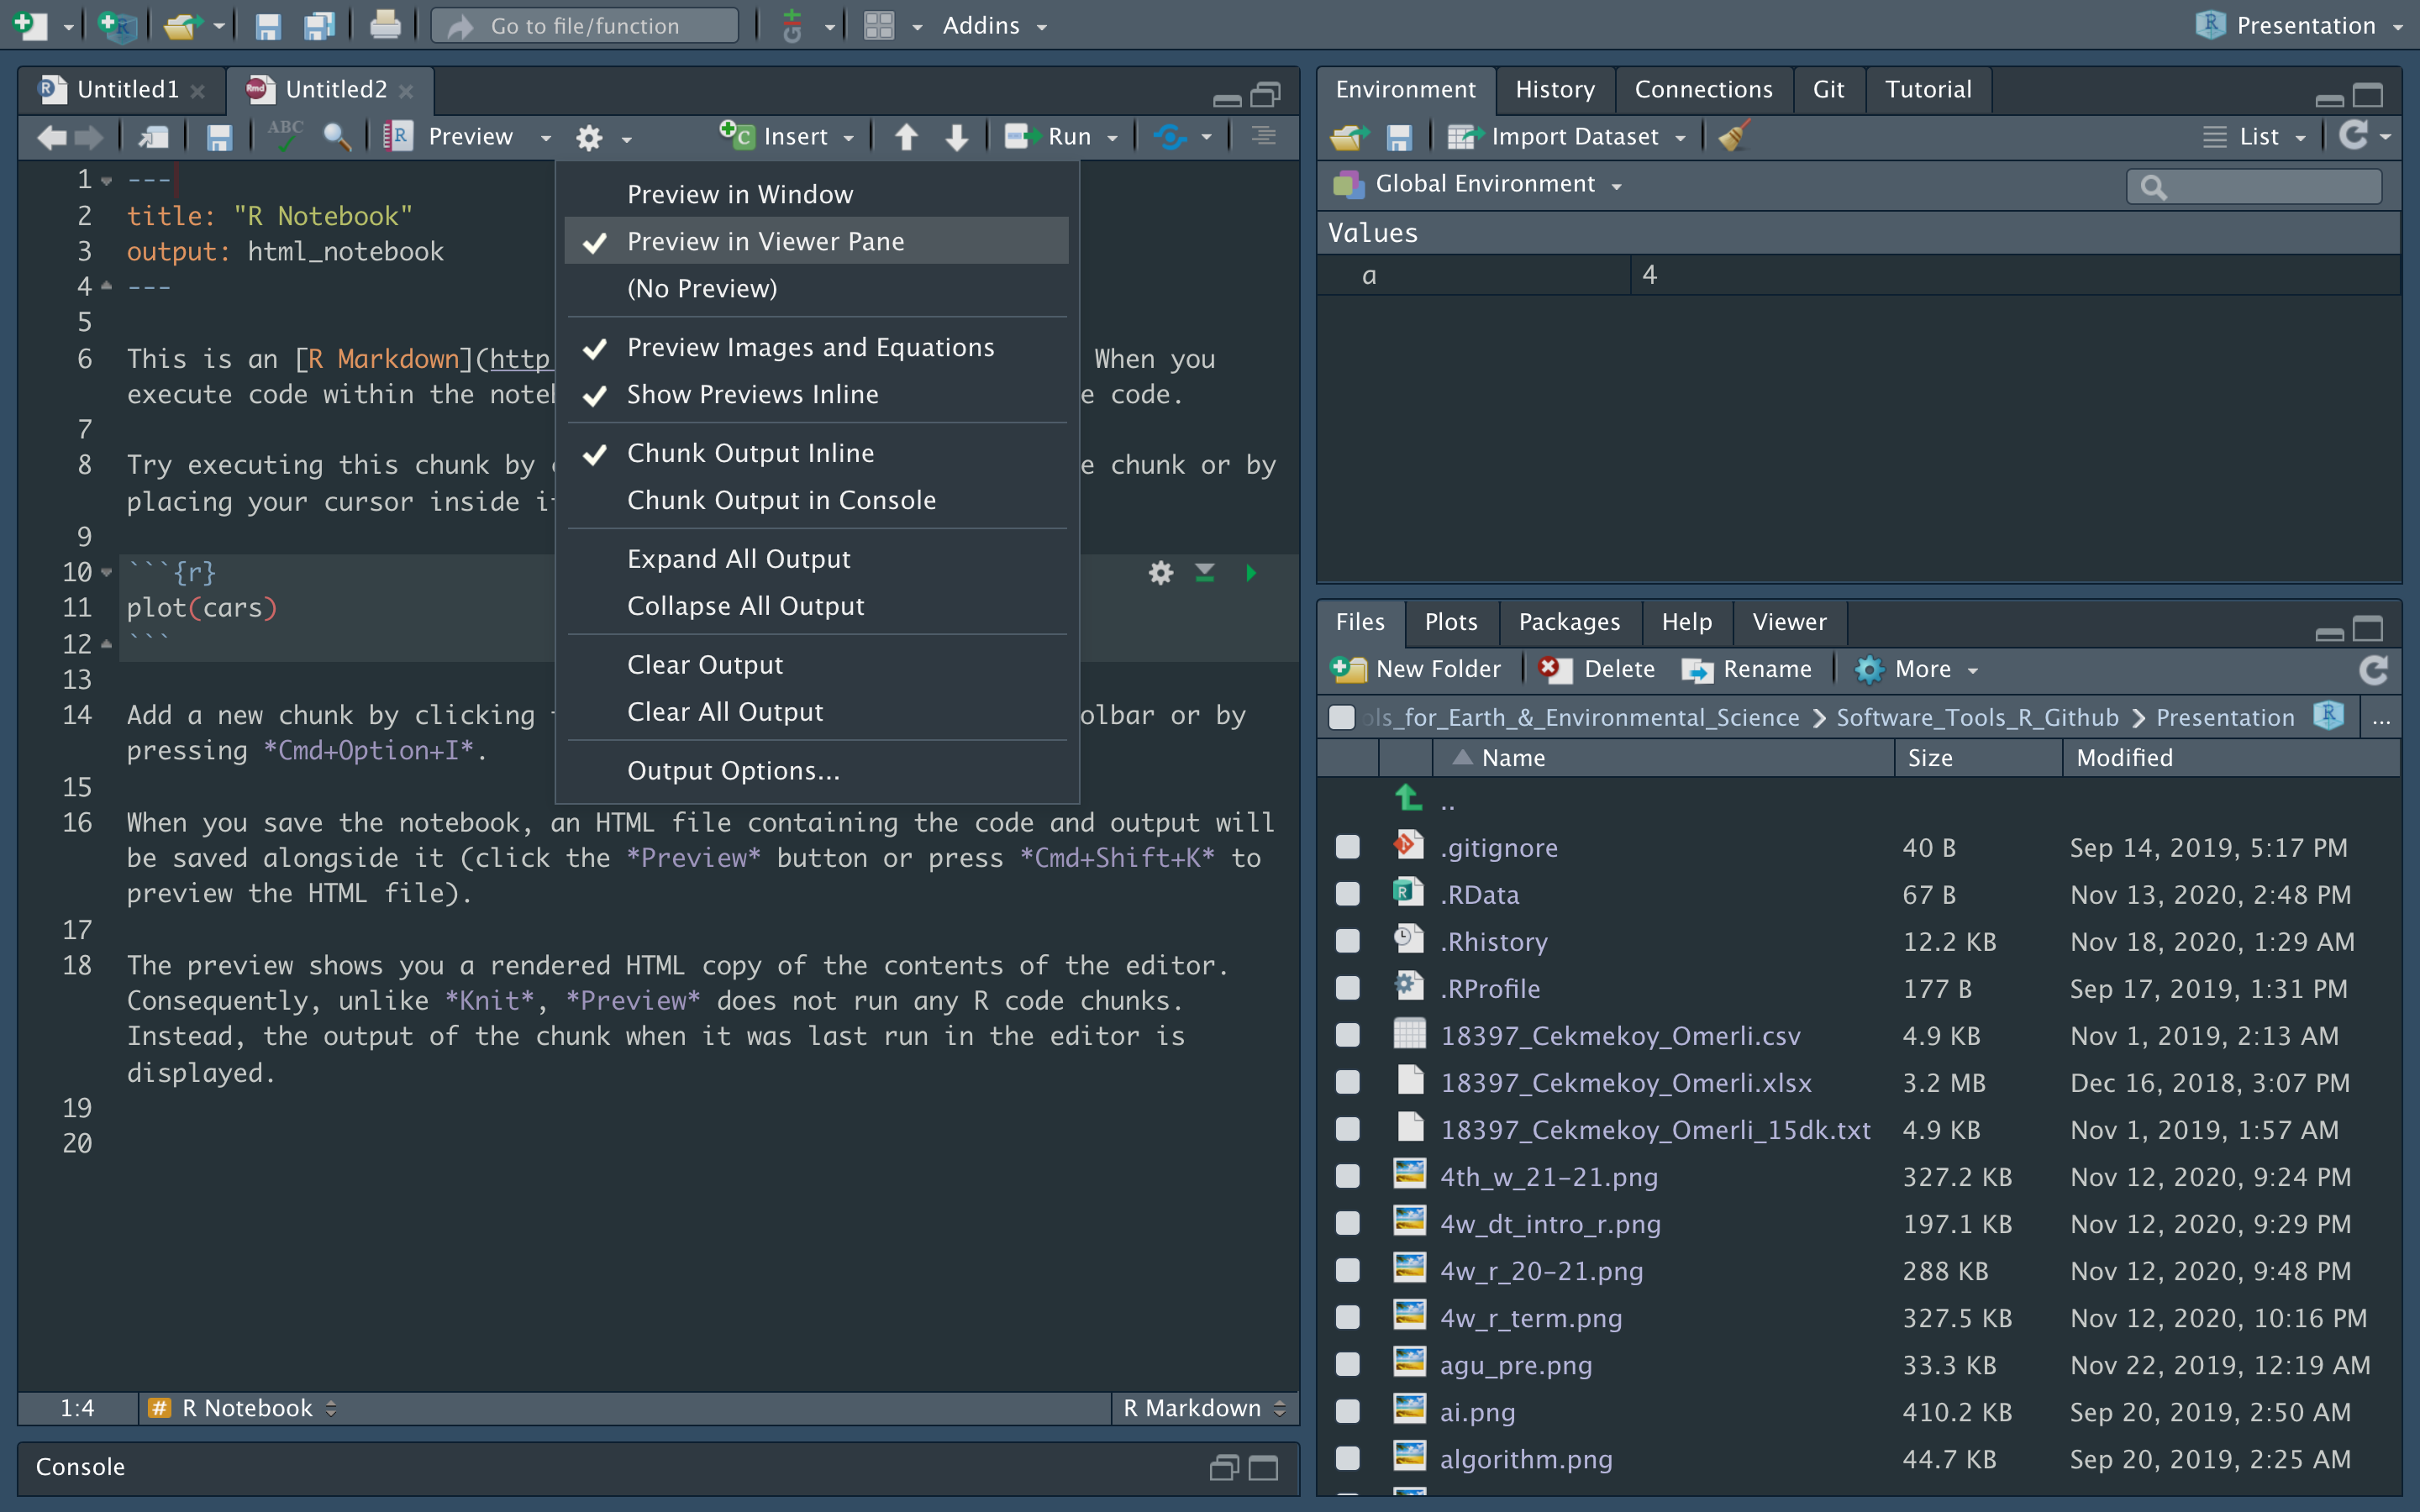 Go to file/function
Addins
Presentation
Untitled1
Untitled2
ABC
Preview
Insert
Run
1 ---
2 title: "R Notebook"
3 output: html_notebook
4 ---
5
6 This is an [R Markdown](http
When you
execute code within the
e code.
7
8 Try executing this chunk by
e chunk or by
placing your cursor inside
9
10 ```{r}
11 plot(cars)
12 ```
13
14 Add a new chunk by clicking
olbar or by
pressing *Cmd+Option+I*.
15
16 When you save the notebook, an HTML file containing the code and output will
be saved alongside it (click the *Preview* button or press *Cmd+Shift+K* to
preview the HTML file).
17
18 The preview shows you a rendered HTML copy of the contents of the editor.
Consequently, unlike *Knit*, *Preview* does not run any R code chunks.
Instead, the output of the chunk when it was last run in the editor is
displayed.
19
20
Preview in Window
Preview in Viewer Pane
(No Preview)
Preview Images and Equations
Show Previews Inline
Chunk Output Inline
Chunk Output in Console
Expand All Output
Collapse All Output
Clear Output
Clear All Output
Output Options...
1:4
# R Notebook
R Markdown
Console
Environment History Connections Git Tutorial
Import Dataset
List
Global Environment
Values
a 4
Files Plots Packages Help Viewer
New Folder Delete Rename More
ols_for_Earth_&_Environmental_Science Software_Tools_R_Github Presentation ...
Name Size Modified
..
.gitignore 40 B Sep 14, 2019, 5:17 PM
.RData 67 B Nov 13, 2020, 2:48 PM
.Rhistory 12.2 KB Nov 18, 2020, 1:29 AM
.RProfile 177 B Sep 17, 2019, 1:31 PM
18397_Cekmekoy_Omerli.csv 4.9 KB Nov 1, 2019, 2:13 AM
18397_Cekmekoy_Omerli.xlsx 3.2 MB Dec 16, 2018, 3:07 PM
18397_Cekmekoy_Omerli_15dk.txt 4.9 KB Nov 1, 2019, 1:57 AM
4th_w_21-21.png 327.2 KB Nov 12, 2020, 9:24 PM
4w_dt_intro_r.png 197.1 KB Nov 12, 2020, 9:29 PM
4w_r_20-21.png 288 KB Nov 12, 2020, 9:48 PM
4w_r_term.png 327.5 KB Nov 12, 2020, 10:16 PM
agu_pre.png 33.3 KB Nov 22, 2019, 12:19 AM
ai.png 410.2 KB Sep 20, 2019, 2:50 AM
algorithm.png 44.7 KB Sep 20, 2019, 2:25 AM